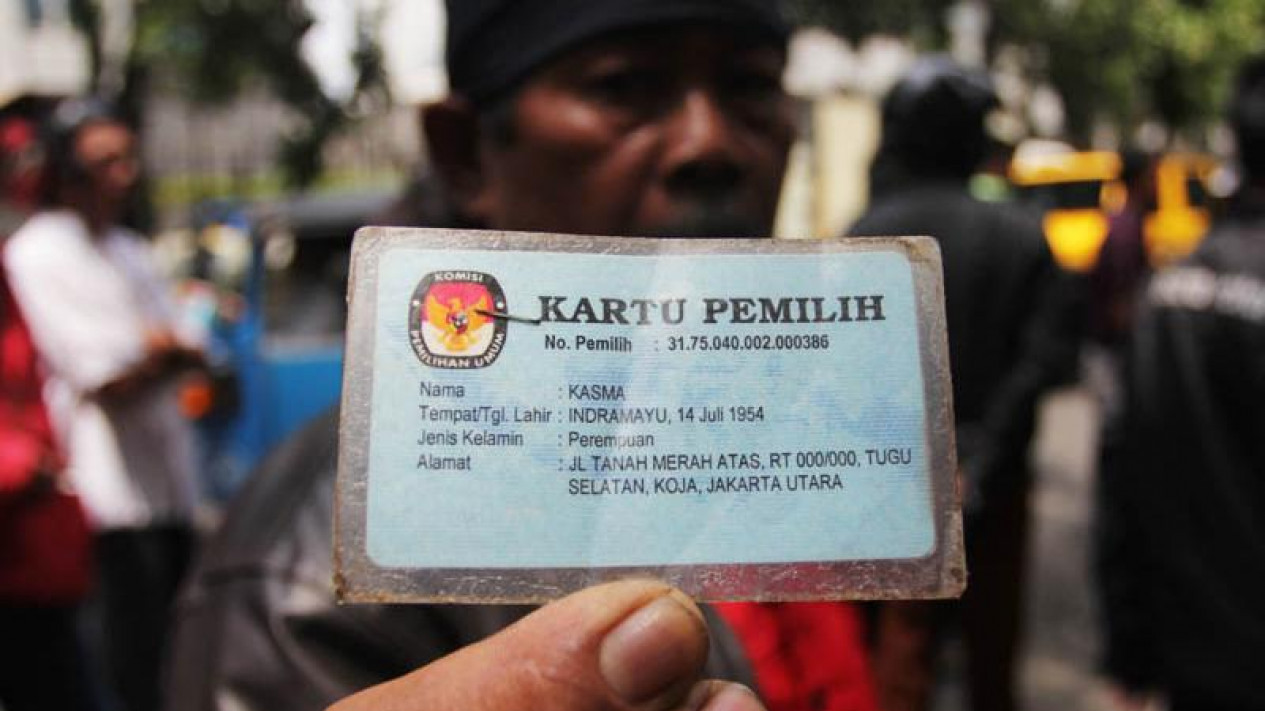 KOMISI
PEMILIHAN UMUM
KARTU PEMILIH
No. Pemilih : 31.75.040.002.000386
Nama : KASMA
Tempat/Tgl. Lahir : INDRAMAYU, 14 Juli 1954
Jenis Kelamin : Perempuan
Alamat : JL TANAH MERAH ATAS, RT 000/000, TUGU
SELATAN, KOJA, JAKARTA UTARA